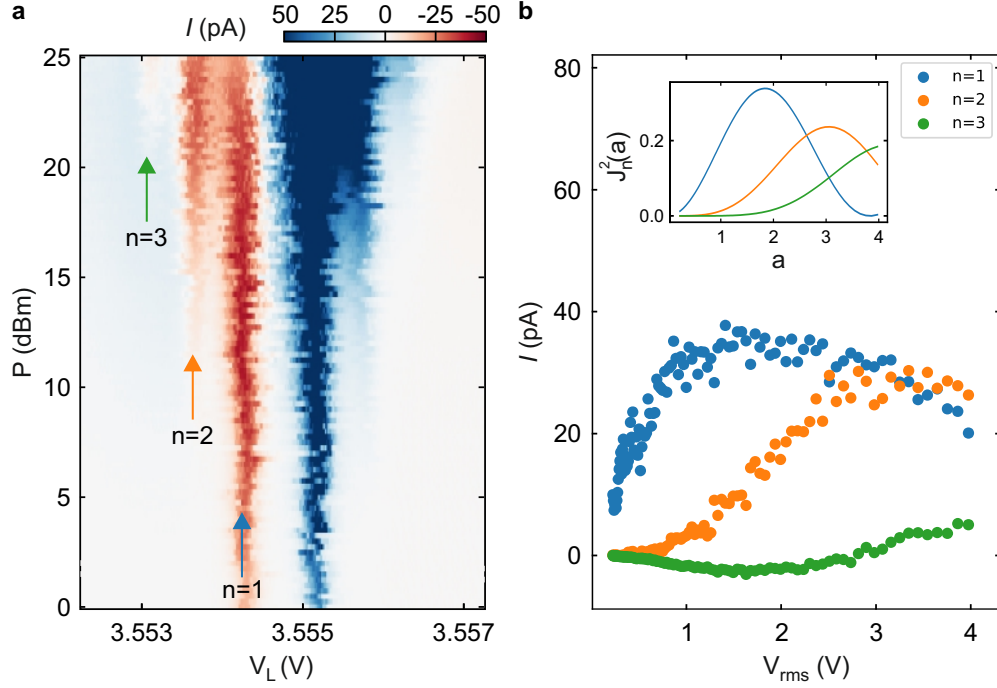 a
I (pA)
50 25 0 -25 -50
25
20
15
10
5
0
P (dBm)
n=3
n=2
n=1
3.553 3.555 3.557
V_L (V)
b
80
60
40
20
0
I (pA)
n=1
n=2
n=3
0.2
0.0
J_n^2(a)
1 2 3 4
a
1 2 3 4
V_rms (V)